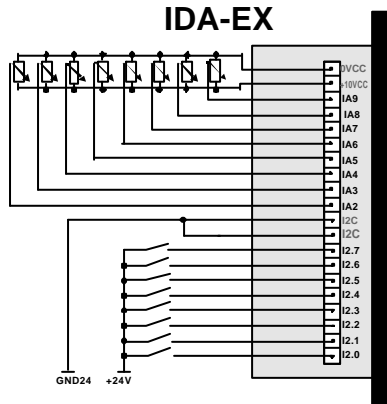 IDA-EX
0VCC
+10VCC
IA9
IA8
IA7
IA6
IA5
IA4
IA3
IA2
I2C
I2C
I2.7
I2.6
I2.5
I2.4
I2.3
I2.2
I2.1
I2.0
GND24 +24V